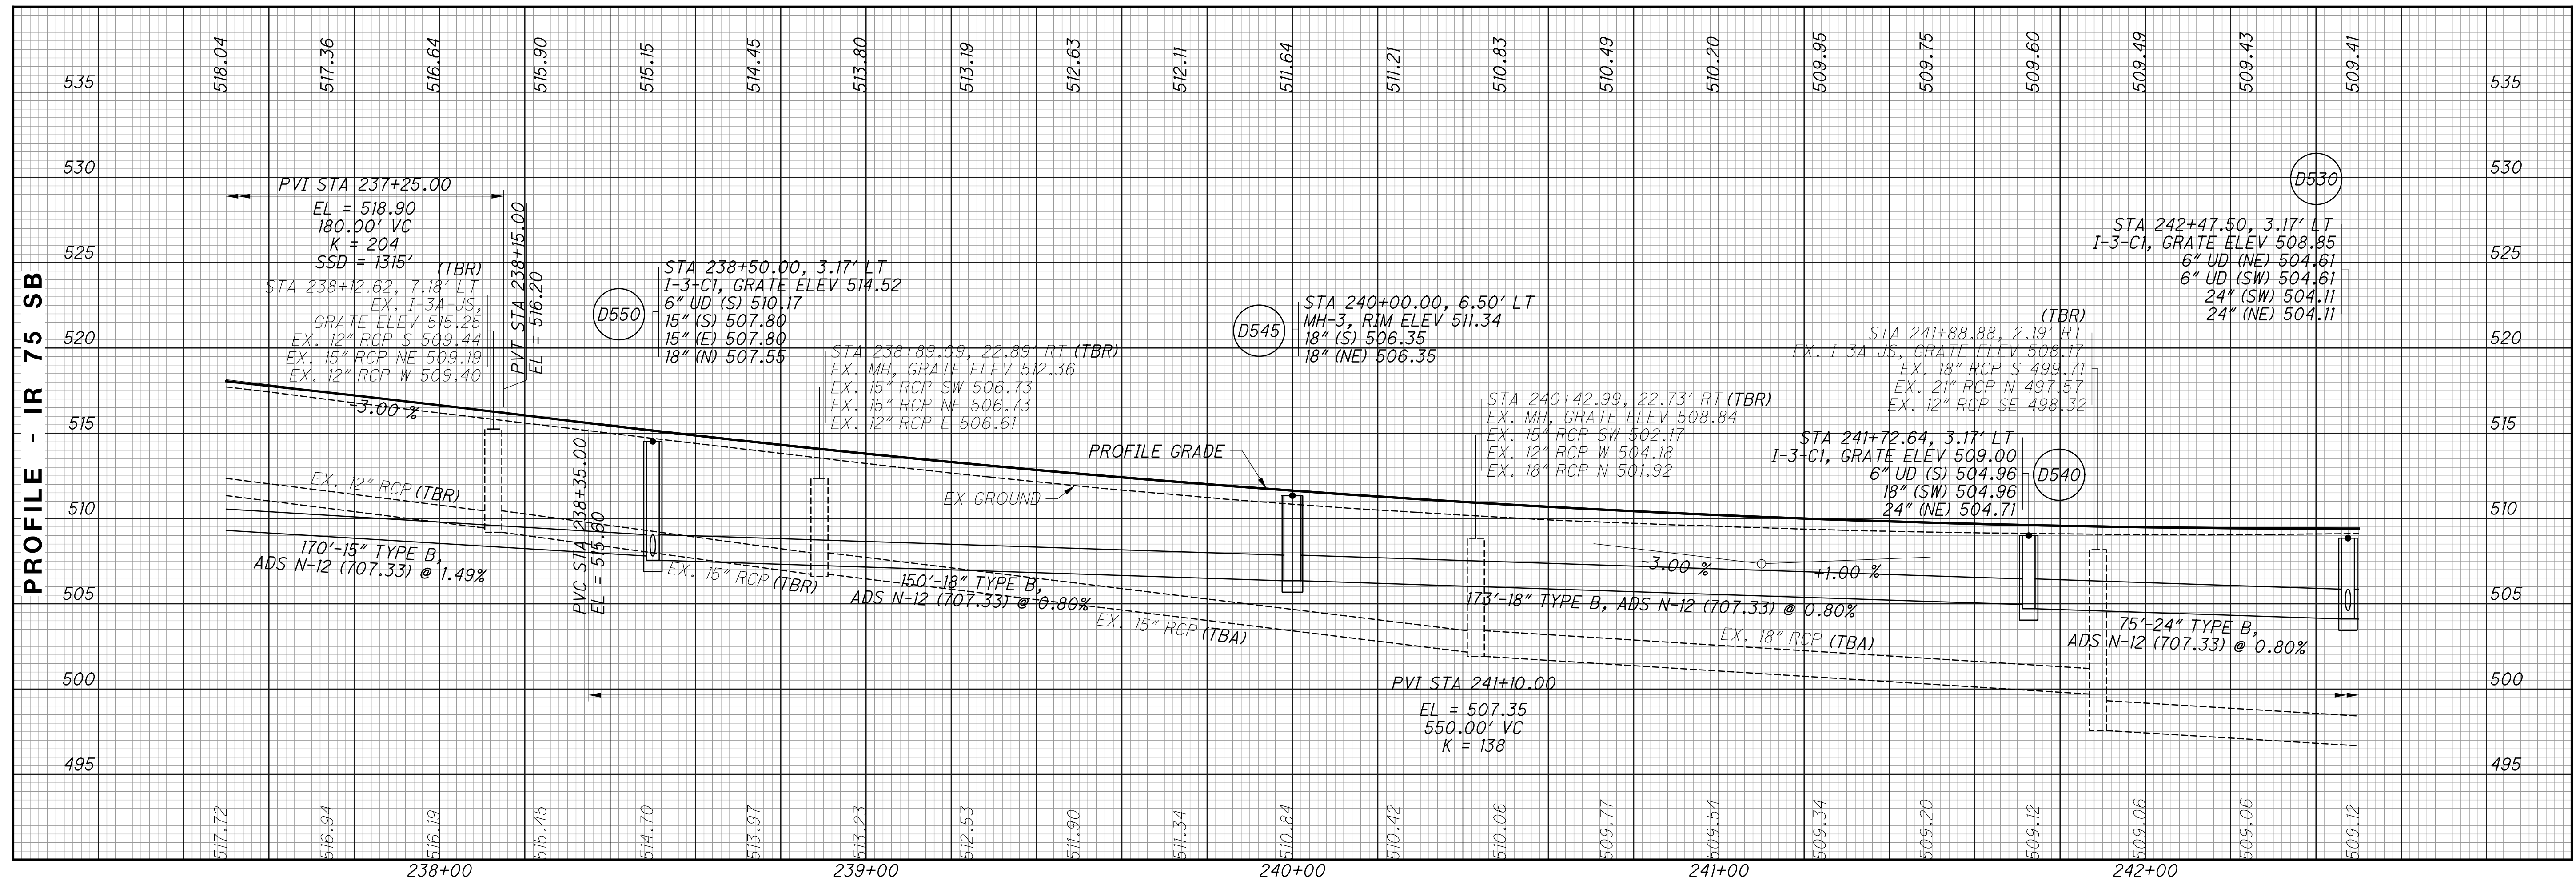 PROFILE - IR 75 SB
518.04
517.36
516.64
515.90
515.15
514.45
513.80
513.19
512.63
512.11
511.64
511.21
510.83
510.49
510.20
509.95
509.75
509.60
509.49
509.43
509.41
535
530
525
520
515
510
505
500
495
535
530
525
520
515
510
505
500
495
PVI STA 237+25.00
EL = 518.90
180.00' VC
K = 204
SSD = 1315'
PVT STA 238+15.00
EL = 516.20
(TBR)
STA 238+12.62, 7.18' LT
EX. I-3A-JS,
GRATE ELEV 515.25
EX. 12" RCP S 509.44
EX. 15" RCP NE 509.19
EX. 12" RCP W 509.40
-3.00 %
D550
STA 238+50.00, 3.17' LT
I-3-C1, GRATE ELEV 514.52
6" UD (S) 510.17
15" (S) 507.80
15" (E) 507.80
18" (N) 507.55
STA 238+89.09, 22.89' RT (TBR)
EX. MH, GRATE ELEV 512.36
EX. 15" RCP SW 506.73
EX. 15" RCP NE 506.73
EX. 12" RCP E 506.61
D545
STA 240+00.00, 6.50' LT
MH-3, RIM ELEV 511.34
18" (S) 506.35
18" (NE) 506.35
STA 240+42.99, 22.73' RT (TBR)
EX. MH, GRATE ELEV 508.84
EX. 15" RCP SW 502.17
EX. 12" RCP W 504.18
EX. 18" RCP N 501.92
(TBR)
STA 241+88.88, 2.19' RT
EX. I-3A-JS, GRATE ELEV 508.17
EX. 18" RCP S 499.71
EX. 21" RCP N 497.57
EX. 12" RCP SE 498.32
STA 241+72.64, 3.17' LT
I-3-C1, GRATE ELEV 509.00
6" UD (S) 504.96
18" (SW) 504.96
24" (NE) 504.71
D540
D530
STA 242+47.50, 3.17' LT
I-3-C1, GRATE ELEV 508.85
6" UD (NE) 504.61
6" UD (SW) 504.61
24" (SW) 504.11
24" (NE) 504.11
PROFILE GRADE
EX GROUND
EX. 12" RCP (TBR)
170'-15" TYPE B,
ADS N-12 (707.33) @ 1.49%
PVC STA 238+35.00
EL = 515.60
EX. 15" RCP (TBR)
150'-18" TYPE B,
ADS N-12 (707.33) @ 0.80%
EX. 15" RCP (TBA)
173'-18" TYPE B, ADS N-12 (707.33) @ 0.80%
-3.00 %
+1.00 %
EX. 18" RCP (TBA)
75'-24" TYPE B,
ADS N-12 (707.33) @ 0.80%
PVI STA 241+10.00
EL = 507.35
550.00' VC
K = 138
517.72
516.94
516.19
515.45
514.70
513.97
513.23
512.53
511.90
511.34
510.84
510.42
510.06
509.77
509.54
509.34
509.20
509.12
509.06
509.06
509.12
238+00
239+00
240+00
241+00
242+00